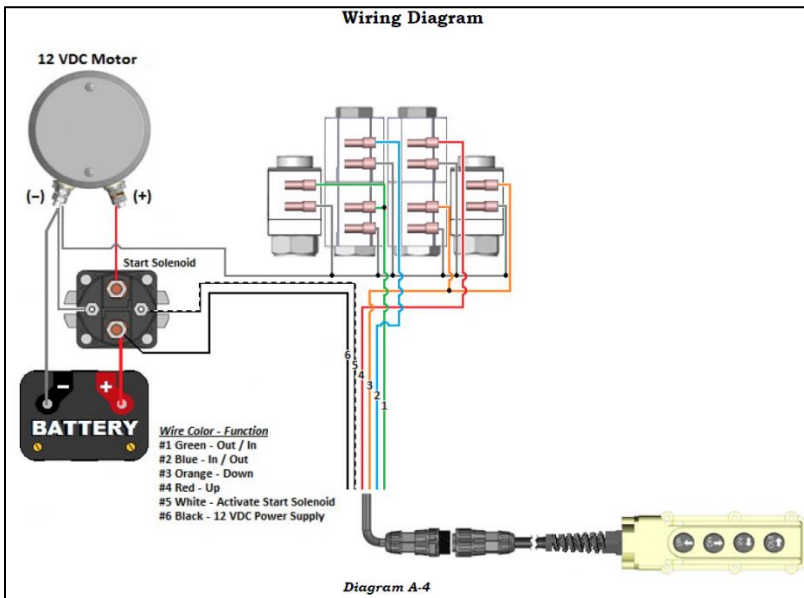 Wiring Diagram
12 VDC Motor
(−)
(+)
Start Solenoid
6
5
4
3
2
1
− +
BATTERY
Wire Color - Function
#1 Green - Out / In
#2 Blue - In / Out
#3 Orange - Down
#4 Red - Up
#5 White - Activate Start Solenoid
#6 Black - 12 VDC Power Supply
Diagram A-4